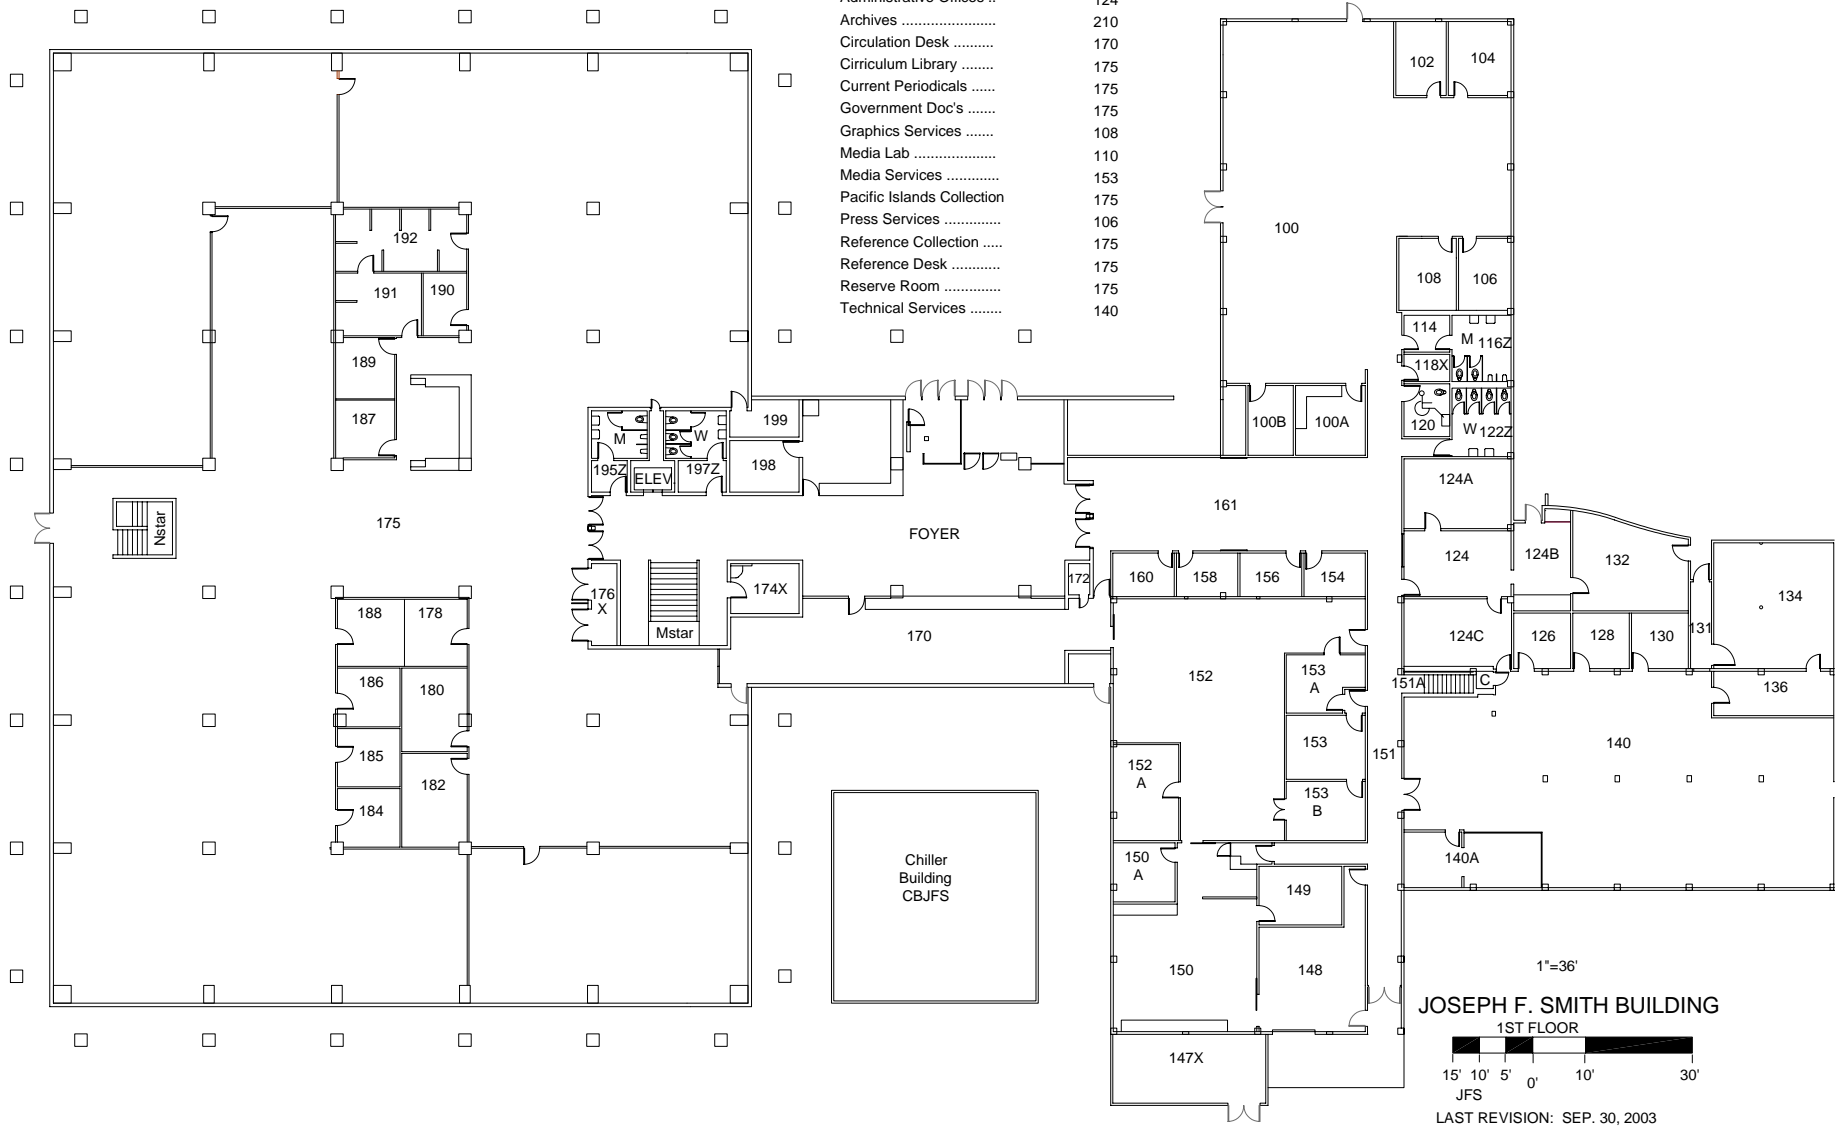 Administrative Offices .. 124
Archives ....................... 210
Circulation Desk .......... 170
Cirriculum Library ........ 175
Current Periodicals ...... 175
Government Doc's ....... 175
Graphics Services ....... 108
Media Lab .................... 110
Media Services ............. 153
Pacific Islands Collection 175
Press Services .............. 106
Reference Collection ..... 175
Reference Desk ............ 175
Reserve Room .............. 175
Technical Services ........ 140
102
104
100
108
106
192
191
190
189
187
114
M
116Z
118X
120
W
122Z
100B
100A
199
198
M
W
195Z
ELEV.
197Z
Nstar
175
FOYER
161
124A
124
124B
132
134
124C
126
128
130
131
160
158
156
154
172
174X
176
X
Mstar
170
188
178
186
180
185
182
184
152
153
A
153
153
B
152
A
151A
C
151
136
140
140A
150
A
149
150
148
147X
Chiller
Building
CBJFS
1"=36'
JOSEPH F. SMITH BUILDING
1ST FLOOR
15' 10' 5' 0' 10' 30'
JFS
LAST REVISION: SEP. 30, 2003